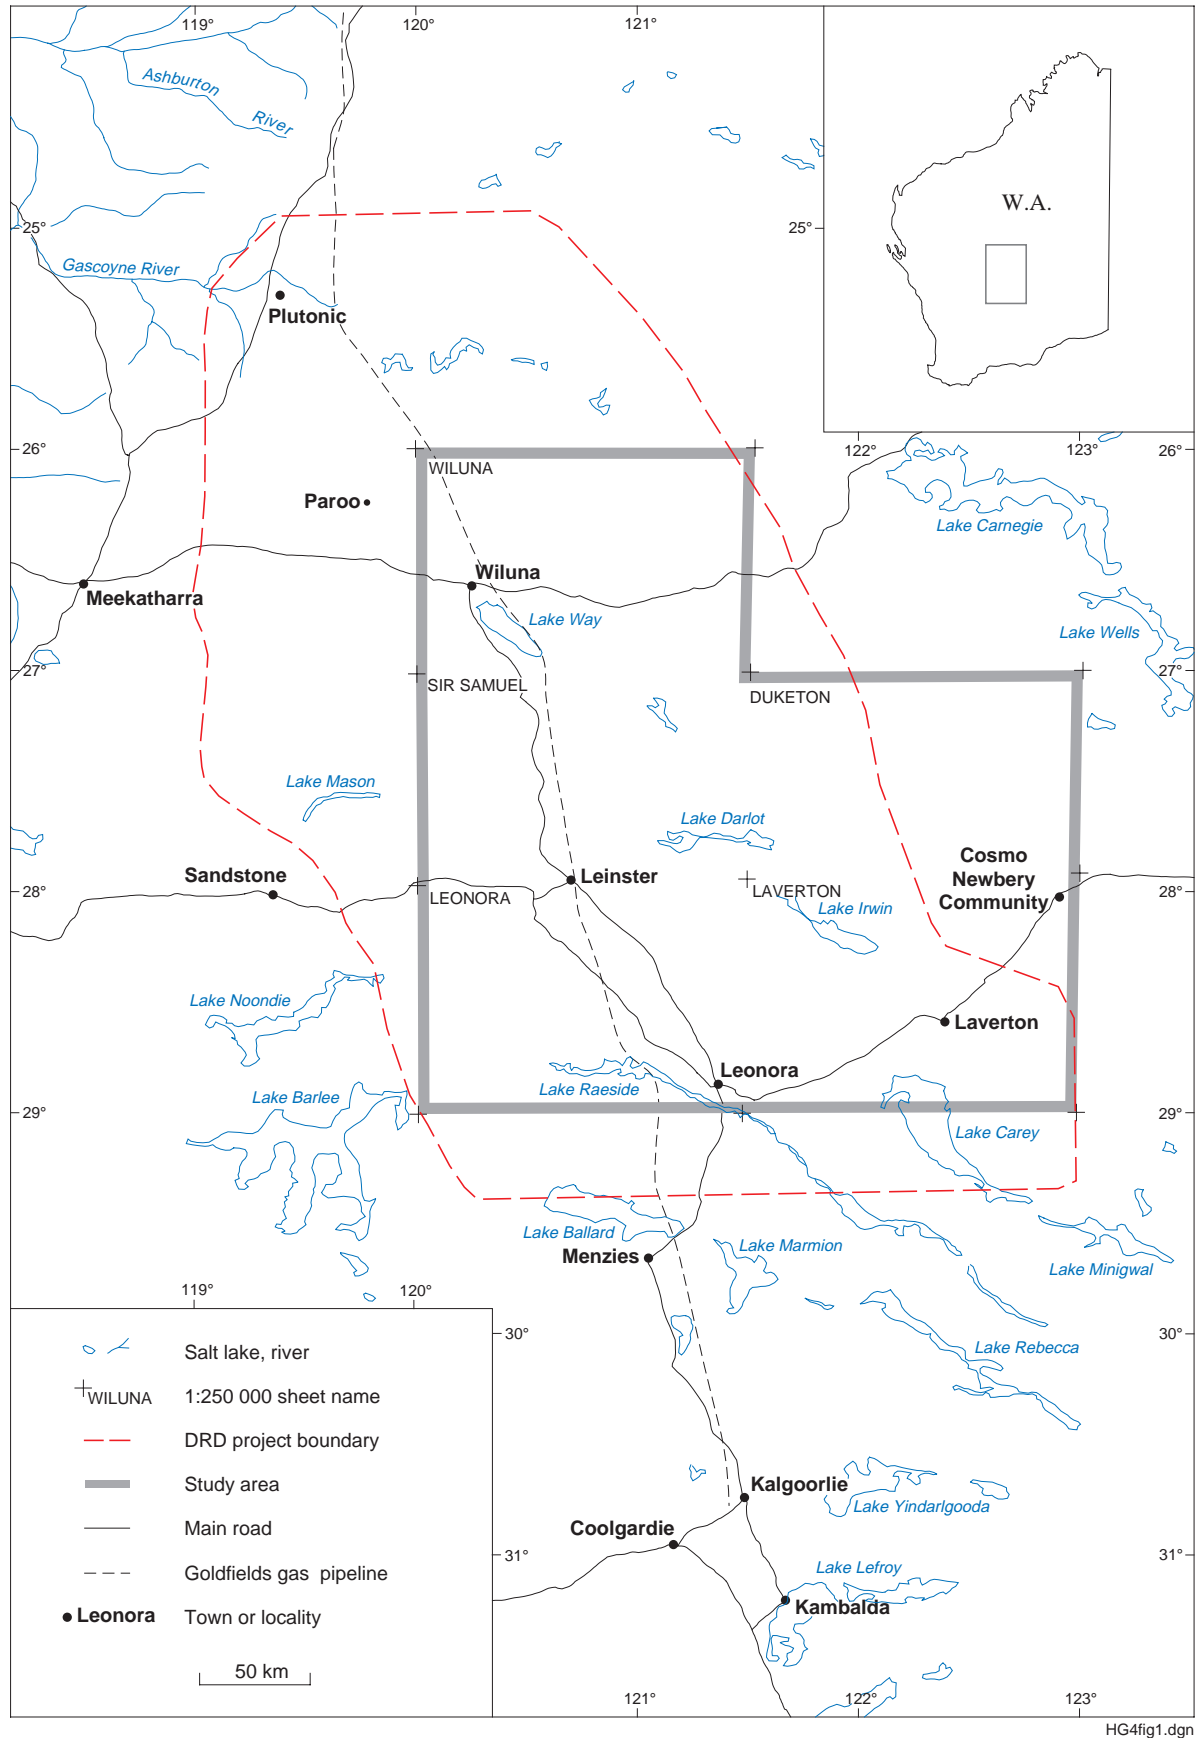 119°
120°
121°
Ashburton
River
W.A.
25°
25°
Gascoyne River
Plutonic
26°
122°
123°
26°
WILUNA
Paroo
Lake Carnegie
Wiluna
Meekatharra
Lake Way
Lake Wells
27°
27°
SIR SAMUEL
DUKETON
Lake Mason
Lake Darlot
Cosmo
Newbery
Community
Sandstone
Leinster
28°
28°
LEONORA
LAVERTON
Lake Irwin
Lake Noondie
Laverton
Leonora
Lake Raeside
Lake Barlee
29°
29°
Lake Carey
Lake Ballard
Lake Marmion
Menzies
Lake Minigwal
119°
120°
30°
30°
Lake Rebecca
Salt lake, river
WILUNA
1:250 000 sheet name
DRD project boundary
Study area
Kalgoorlie
Lake Yindarlgooda
Main road
Coolgardie
31°
31°
Goldfields gas pipeline
Lake Lefroy
Kambalda
Leonora
Town or locality
50 km
121°
122°
123°
HG4fig1.dgn